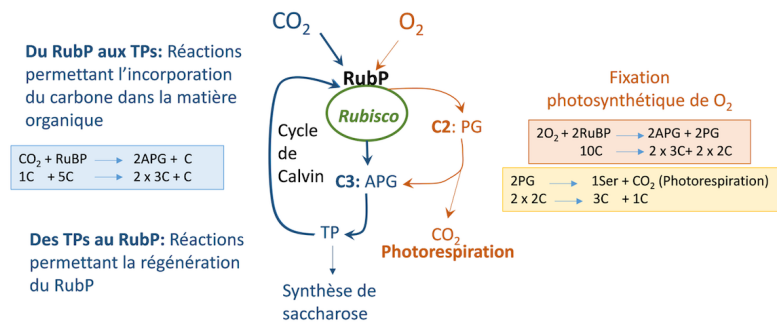 Du RubP aux TPs: Réactions
permettant l'incorporation
du carbone dans la matière
organique
CO2 + RuBP → 2APG + C
1C + 5C → 2 x 3C + C
Des TPs au RubP: Réactions
permettant la régénération
du RubP
CO2
O2
RubP
Rubisco
Cycle
de
Calvin
C2: PG
C3: APG
TP
CO2
Photorespiration
Synthèse de
saccharose
Fixation
photosynthétique de O2
2O2 + 2RuBP → 2APG + 2PG
10C → 2 x 3C+ 2 x 2C
2PG → 1Ser + CO2 (Photorespiration)
2 x 2C → 3C + 1C